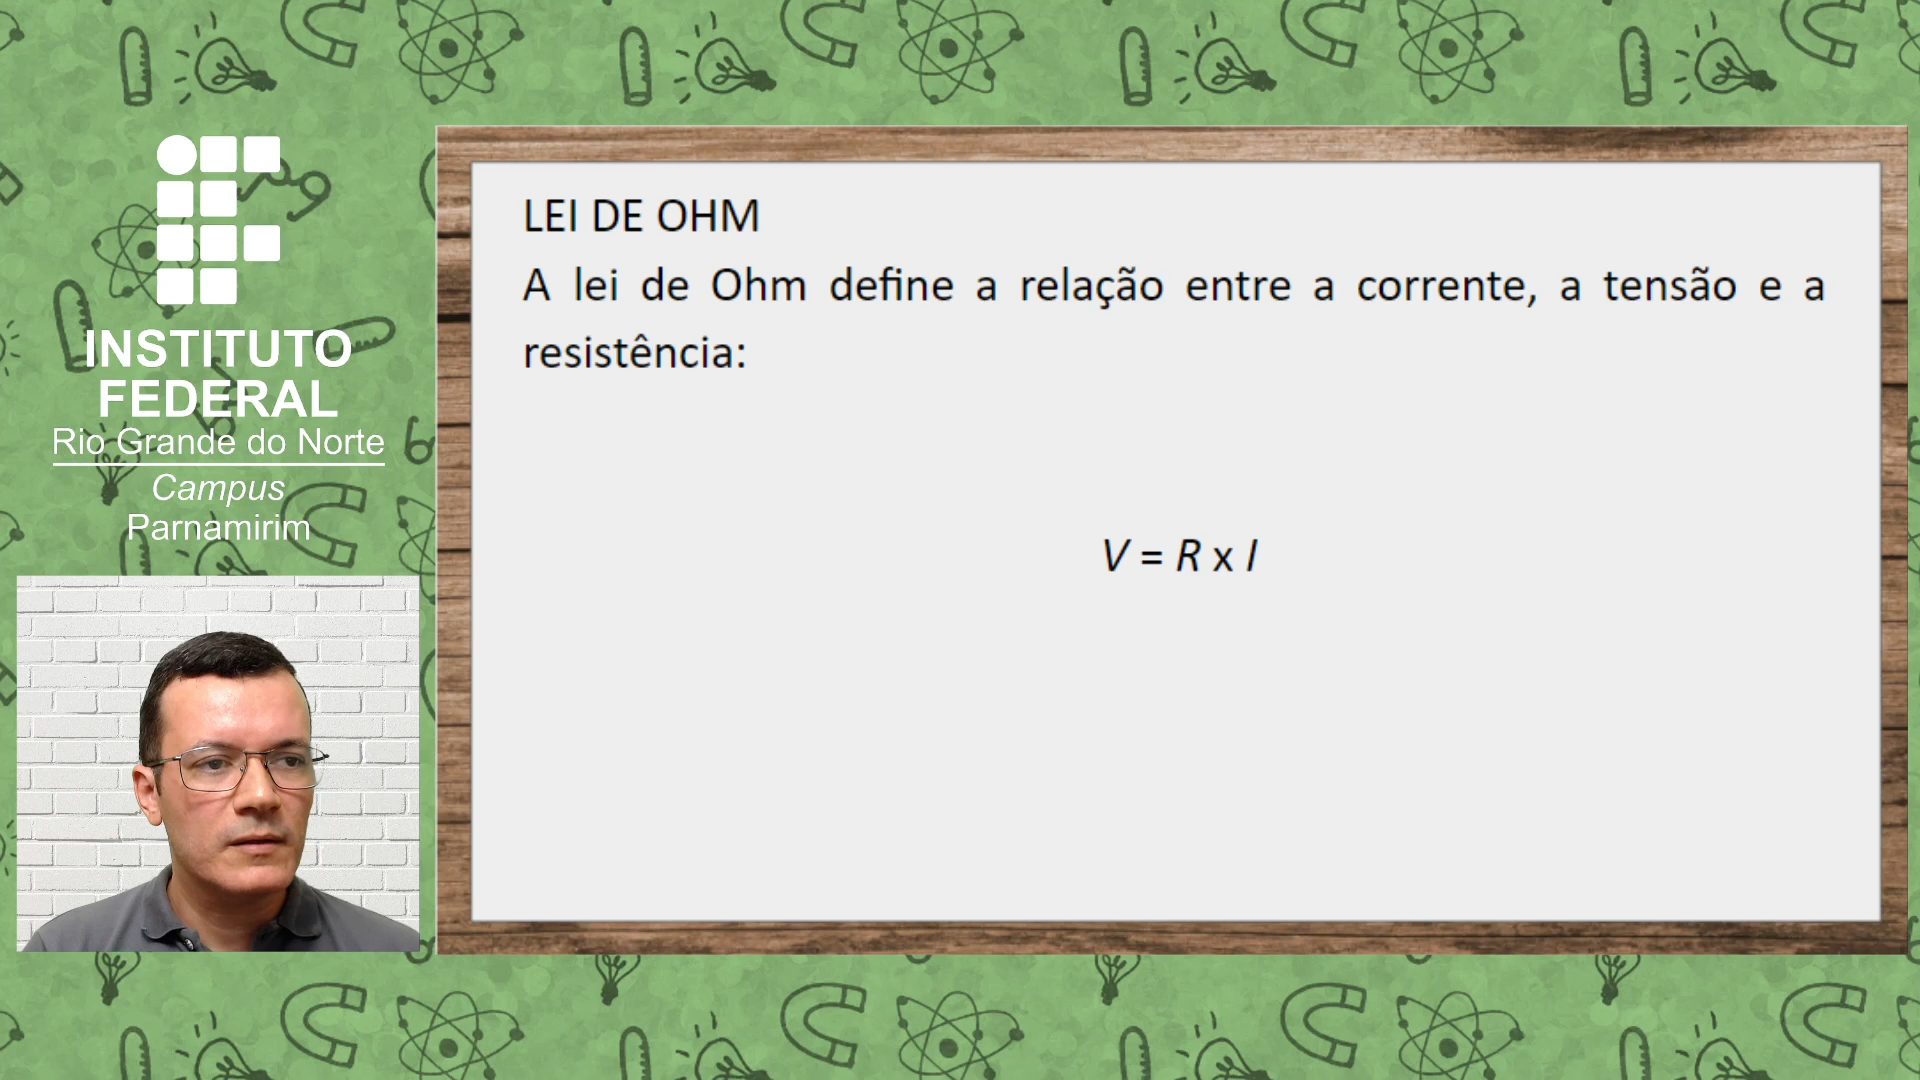 INSTITUTO
FEDERAL
Rio Grande do Norte
Campus
Parnamirim
LEI DE OHM
A lei de Ohm define a relação entre a corrente, a tensão e a
resistência:
V = R x I